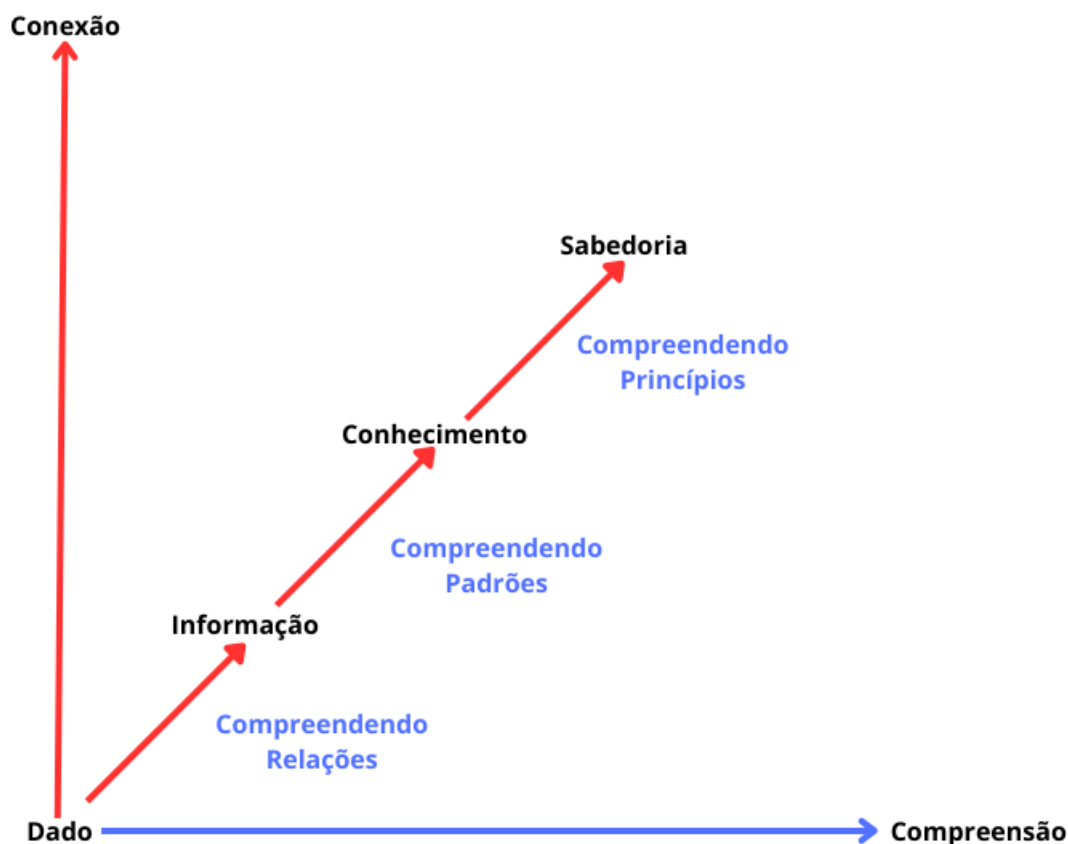 Conexão
Sabedoria
Compreendendo
Princípios
Conhecimento
Compreendendo
Padrões
Informação
Compreendendo
Relações
Dado
Compreensão